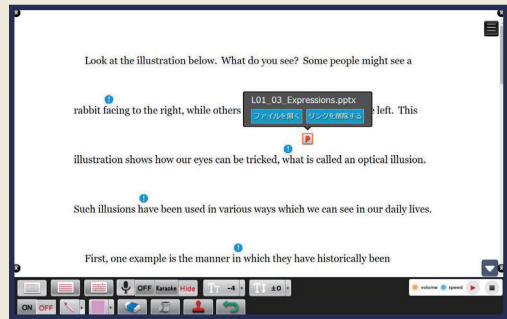 Look at the illustration below. What do you see? Some people might see a
L01_03_Expressions.pptx
rabbit facing to the right, while others left. This
ファイルを開く リンクを削除する
illustration shows how our eyes can be tricked, what is called an optical illusion.
Such illusions have been used in various ways which we can see in our daily lives.
First, one example is the manner in which they have historically been
OFF Karaoke Hide TT -4 T ±0 volume speed
ON OFF